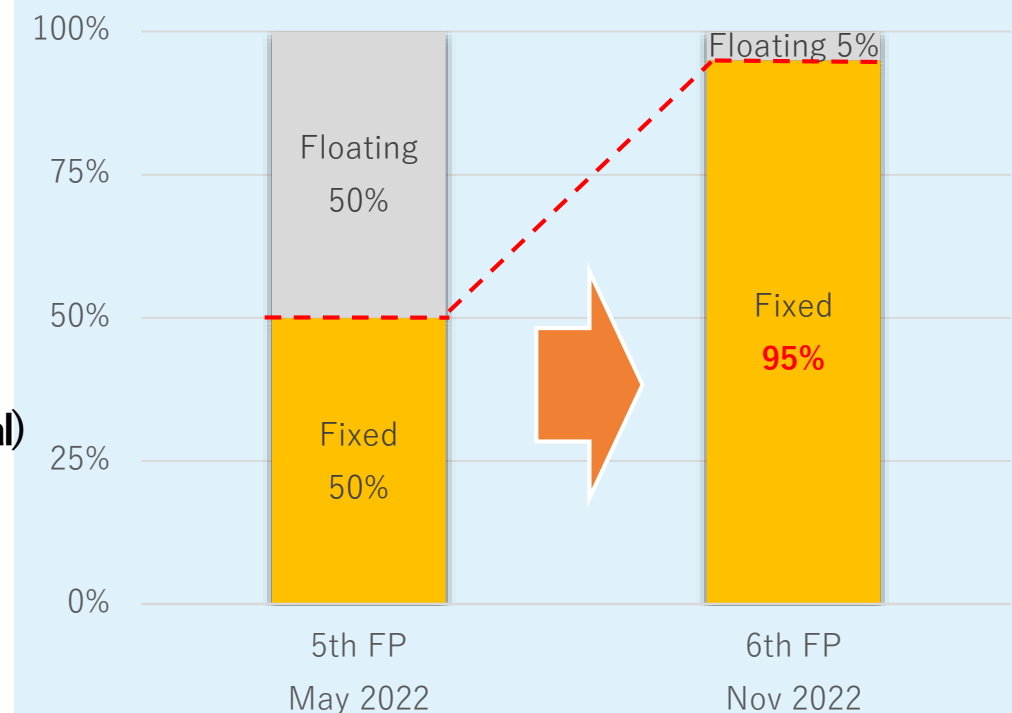 100%
Floating 5%
Floating
50%
75%
50%
Fixed
95%
Fixed
50%
25%
0%
5th FP
May 2022
6th FP
Nov 2022